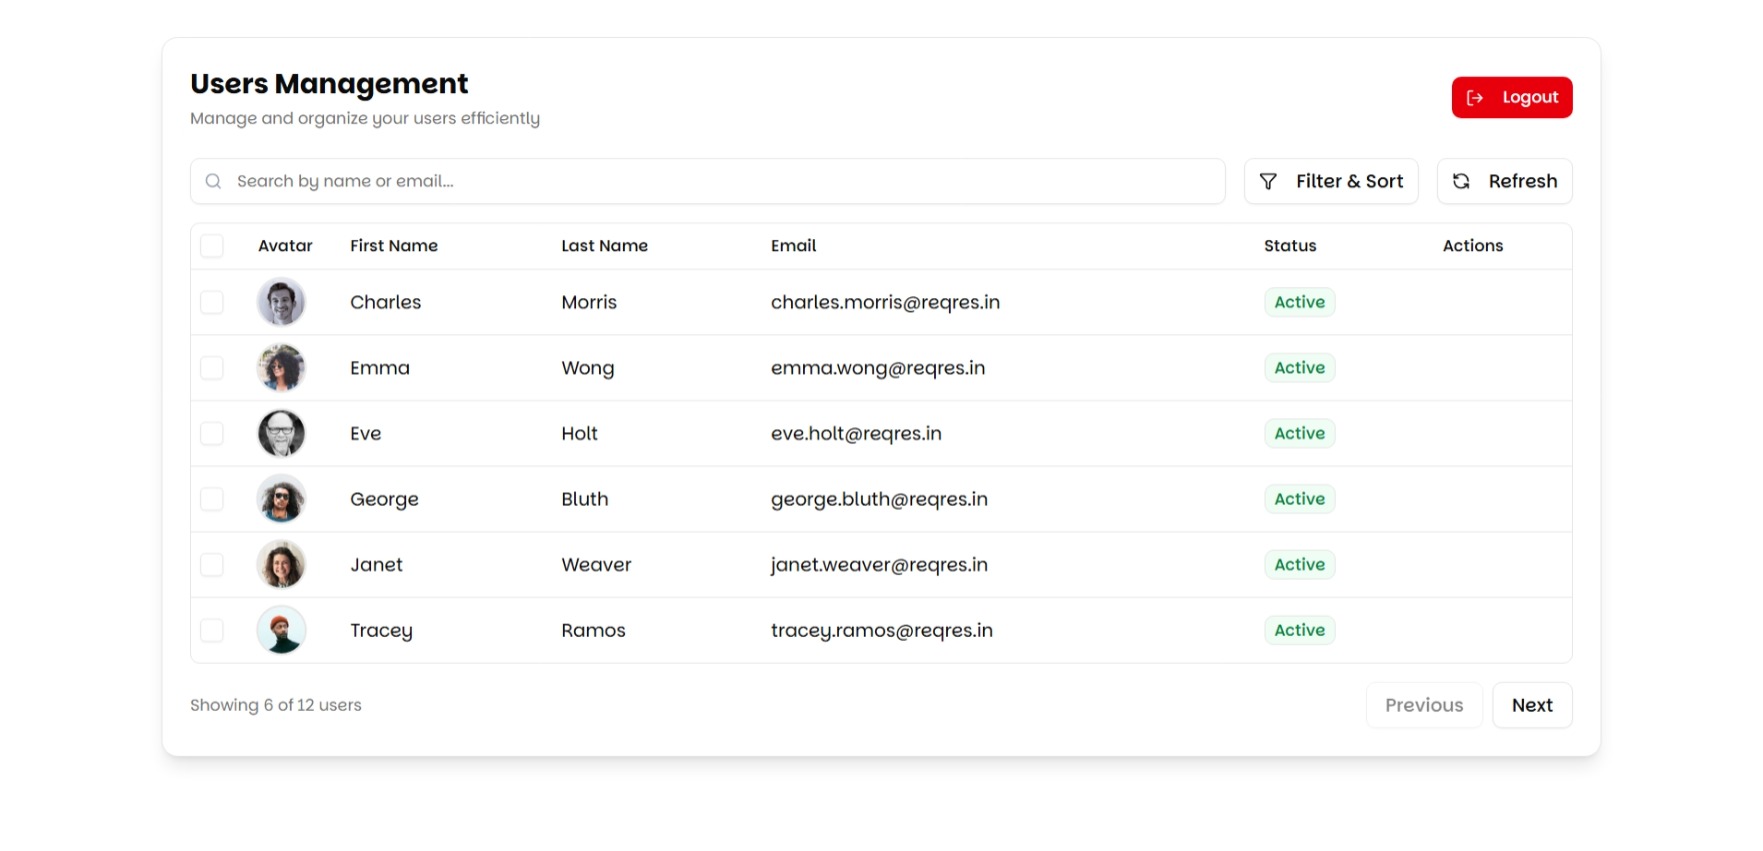 Users Management
Manage and organize your users efficiently
Logout
Search by name or email...
Filter & Sort
Refresh
Avatar First Name Last Name Email Status Actions
Charles Morris charles.morris@reqres.in Active
Emma Wong emma.wong@reqres.in Active
Eve Holt eve.holt@reqres.in Active
George Bluth george.bluth@reqres.in Active
Janet Weaver janet.weaver@reqres.in Active
Tracey Ramos tracey.ramos@reqres.in Active
Showing 6 of 12 users
Previous
Next